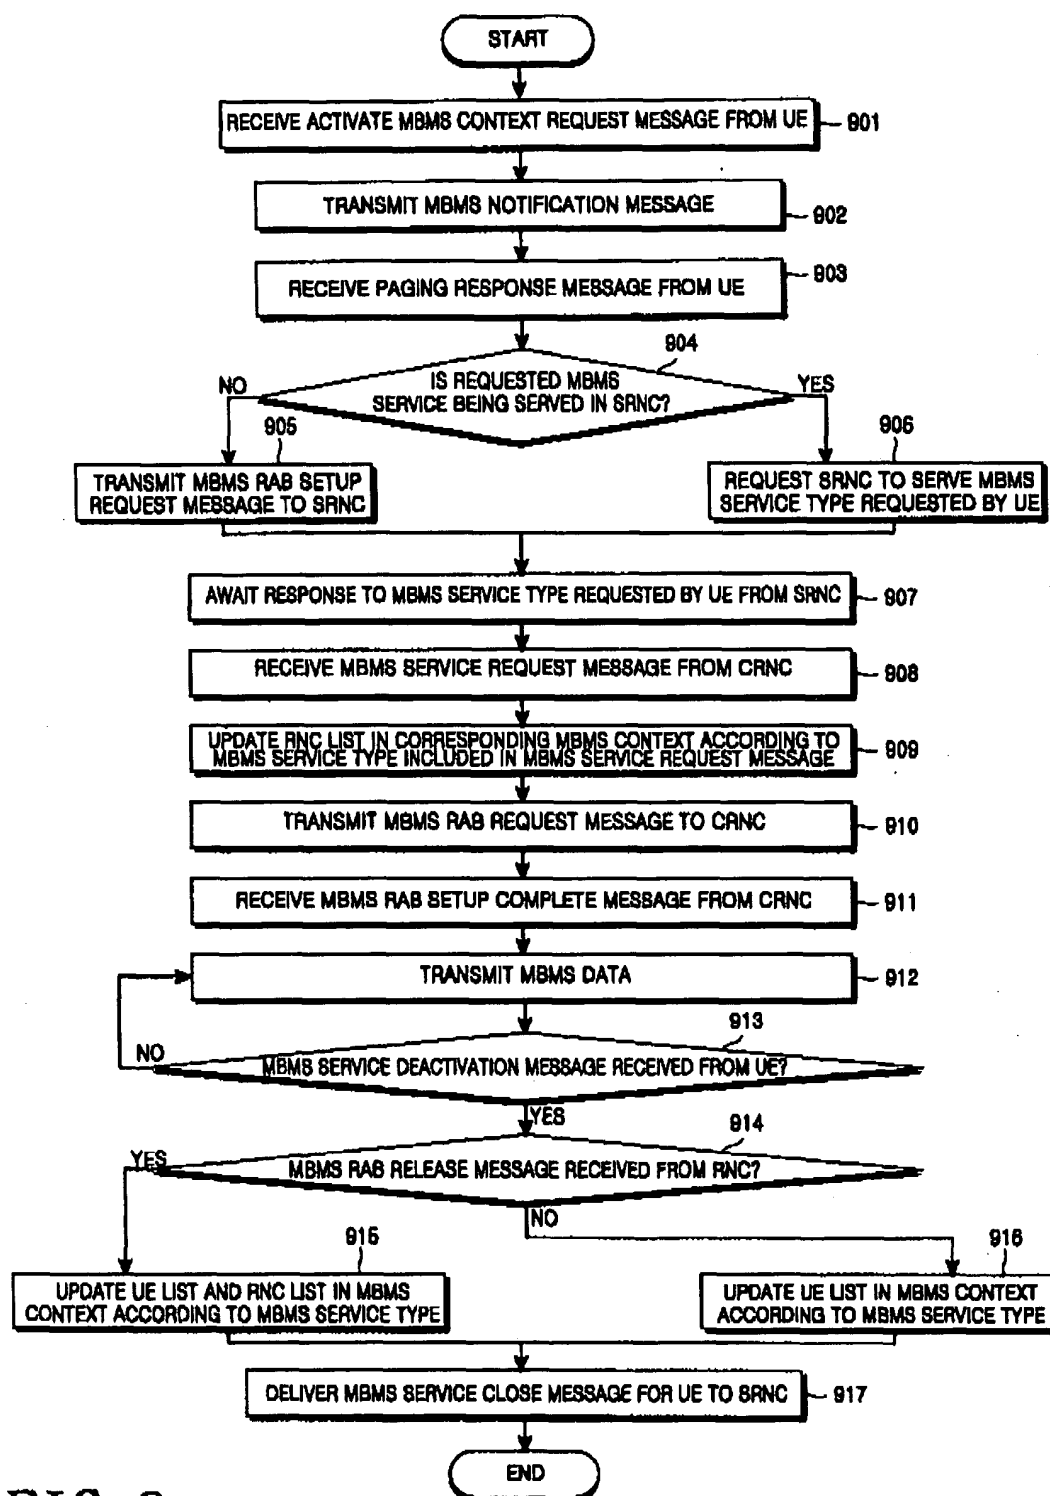 START
RECEIVE ACTIVATE MBMS CONTEXT REQUEST MESSAGE FROM UE
901
TRANSMIT MBMS NOTIFICATION MESSAGE
902
RECEIVE PAGING RESPONSE MESSAGE FROM UE
903
904
IS REQUESTED MBMS
SERVICE BEING SERVED IN SRNC?
NO
YES
905
906
TRANSMIT MBMS RAB SETUP
REQUEST MESSAGE TO SRNC
REQUEST SRNC TO SERVE MBMS
SERVICE TYPE REQUESTED BY UE
AWAIT RESPONSE TO MBMS SERVICE TYPE REQUESTED BY UE FROM SRNC
907
RECEIVE MBMS SERVICE REQUEST MESSAGE FROM CRNC
908
UPDATE RNC LIST IN CORRESPONDING MBMS CONTEXT ACCORDING TO
MBMS SERVICE TYPE INCLUDED IN MBMS SERVICE REQUEST MESSAGE
909
TRANSMIT MBMS RAB REQUEST MESSAGE TO CRNC
910
RECEIVE MBMS RAB SETUP COMPLETE MESSAGE FROM CRNC
911
TRANSMIT MBMS DATA
912
913
NO
MBMS SERVICE DEACTIVATION MESSAGE RECEIVED FROM UE?
YES
914
YES
MBMS RAB RELEASE MESSAGE RECEIVED FROM RNC?
NO
915
916
UPDATE UE LIST AND RNC LIST IN MBMS
CONTEXT ACCORDING TO MBMS SERVICE TYPE
UPDATE UE LIST IN MBMS CONTEXT
ACCORDING TO MBMS SERVICE TYPE
DELIVER MBMS SERVICE CLOSE MESSAGE FOR UE TO SRNC
917
END